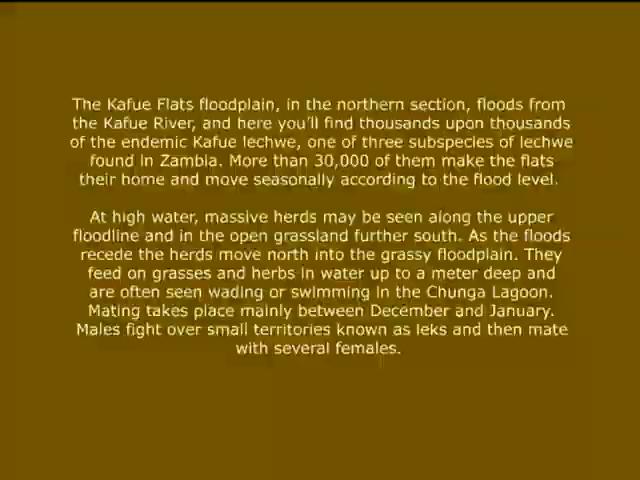 The Kafue Flats floodplain, in the northern section, floods from
the Kafue River, and here you'll find thousands upon thousands
of the endemic Kafue lechwe, one of three subspecies of lechwe
found in Zambia. More than 30,000 of them make the flats
their home and move seasonally according to the flood level.
At high water, massive herds may be seen along the upper
floodline and in the open grassland further south. As the floods
recede the herds move north into the grassy floodplain. They
feed on grasses and herbs in water up to a meter deep and
are often seen wading or swimming in the Chunga Lagoon.
Mating takes place mainly between December and January.
Males fight over small territories known as leks and then mate
with several females.